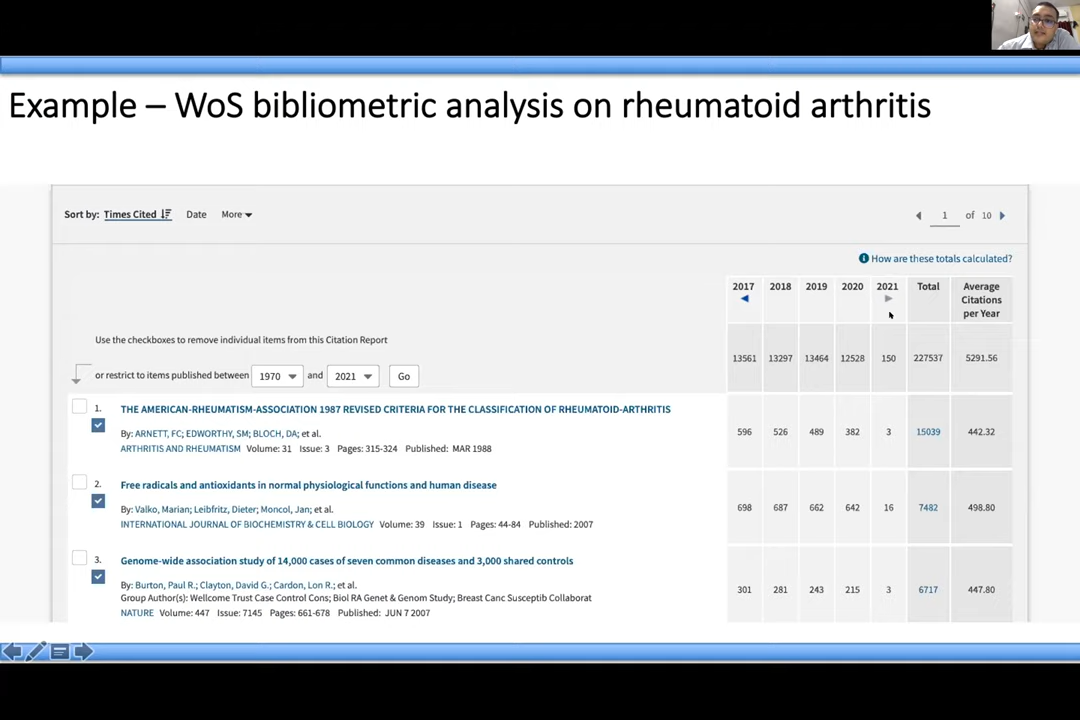 Example – WoS bibliometric analysis on rheumatoid arthritis
Sort by: Times Cited Date More
1 of 10
How are these totals calculated?
2017 2018 2019 2020 2021 Total Average Citations per Year
Use the checkboxes to remove individual items from this Citation Report
or restrict to items published between 1970 and 2021 Go
13561 13297 13464 12528 150 227537 5291.56
1. THE AMERICAN-RHEUMATISM-ASSOCIATION 1987 REVISED CRITERIA FOR THE CLASSIFICATION OF RHEUMATOID-ARTHRITIS
By: ARNETT, FC; EDWORTHY, SM; BLOCH, DA; et al.
ARTHRITIS AND RHEUMATISM Volume: 31 Issue: 3 Pages: 315-324 Published: MAR 1988
596 526 489 382 3 15039 442.32
2. Free radicals and antioxidants in normal physiological functions and human disease
By: Valko, Marian; Leibfritz, Dieter; Moncol, Jan; et al.
INTERNATIONAL JOURNAL OF BIOCHEMISTRY & CELL BIOLOGY Volume: 39 Issue: 1 Pages: 44-84 Published: 2007
698 687 662 642 16 7482 498.80
3. Genome-wide association study of 14,000 cases of seven common diseases and 3,000 shared controls
By: Burton, Paul R.; Clayton, David G.; Cardon, Lon R.; et al.
Group Author(s): Wellcome Trust Case Control Cons; Biol RA Genet & Genom Study; Breast Canc Susceptib Collaborat
NATURE Volume: 447 Issue: 7145 Pages: 661-678 Published: JUN 7 2007
301 281 243 215 3 6717 447.80